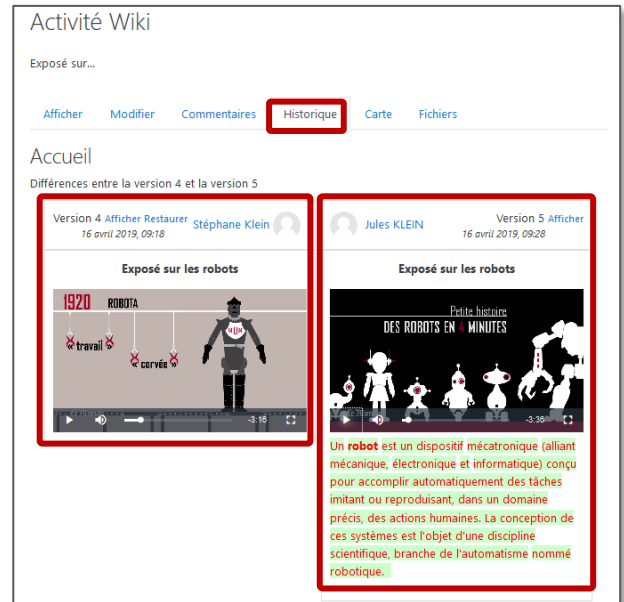 Activité Wiki
Exposé sur...
Afficher Modifier Commentaires Historique Carte Fichiers
Accueil
Différences entre la version 4 et la version 5
Version 4 Afficher Restaurer Stéphane Klein
16 avril 2019, 09:18
Exposé sur les robots
1920 ROBOTA
travail
corvée
HUM
-3:16
Jules KLEIN Version 5 Afficher
16 avril 2019, 09:28
Exposé sur les robots
Petite histoire
DES ROBOTS EN 4 MINUTES
-3:36
Un robot est un dispositif mécatronique (alliant
mécanique, électronique et informatique) conçu
pour accomplir automatiquement des tâches
imitant ou reproduisant, dans un domaine
précis, des actions humaines. La conception de
ces systèmes est l'objet d'une discipline
scientifique, branche de l'automatisme nommé
robotique.